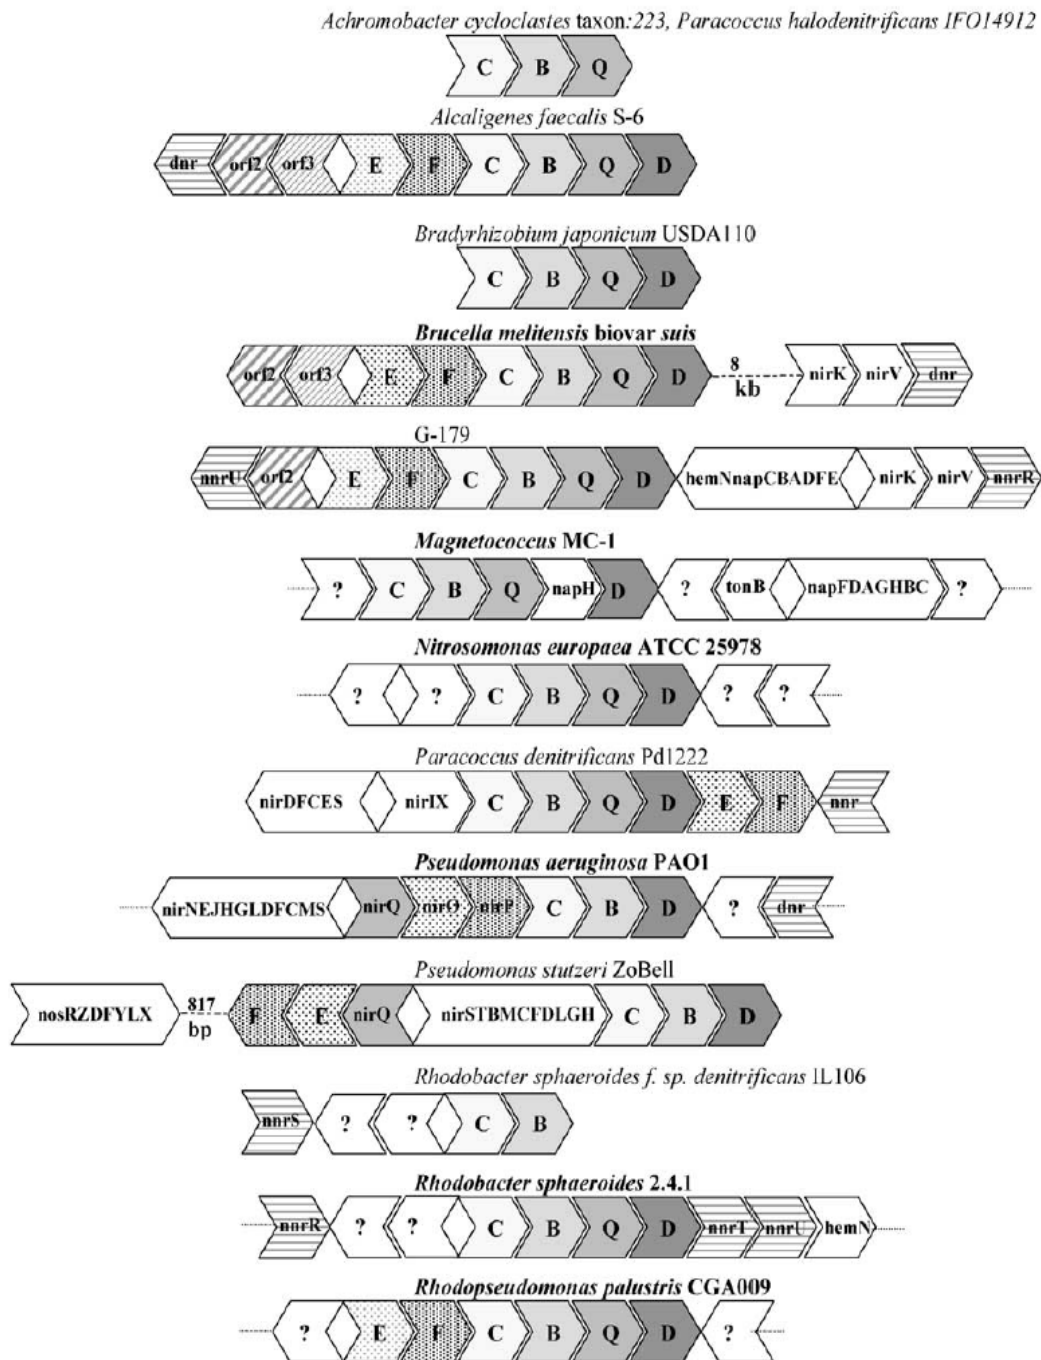 Achromobacter cycloclastes taxon:223, Paracoccus halodenitrificans IFO14912
C B Q
Alcaligenes faecalis S-6
dnr orf2 orf3 E F C B Q D
Bradyrhizobium japonicum USDA110
C B Q D
Brucella melitensis biovar suis
orf2 orf3 E F C B Q D 8 kb nirK nirV dnr
G-179
nnrU orf2 E F C B Q D hemNnapCBADFE nirK nirV nnrR
Magnetococcus MC-1
? C B Q napH D ? tonB napFDAGHBC ?
Nitrosomonas europaea ATCC 25978
? ? C B Q D ? ?
Paracoccus denitrificans Pd1222
nirDFCES nirIX C B Q D E F nnr
Pseudomonas aeruginosa PAO1
nirNEJHGLDFCMS nirQ nirO nirP C B D ? dnr
Pseudomonas stutzeri ZoBell
nosRZDFYLX 817 bp F E nirQ nirSTBMCFDLGH C B D
Rhodobacter sphaeroides f. sp. denitrificans IL106
nnrS ? ? C B
Rhodobacter sphaeroides 2.4.1
nnrR ? ? C B Q D nnrT nnrU hemN
Rhodopseudomonas palustris CGA009
? E F C B Q D ?